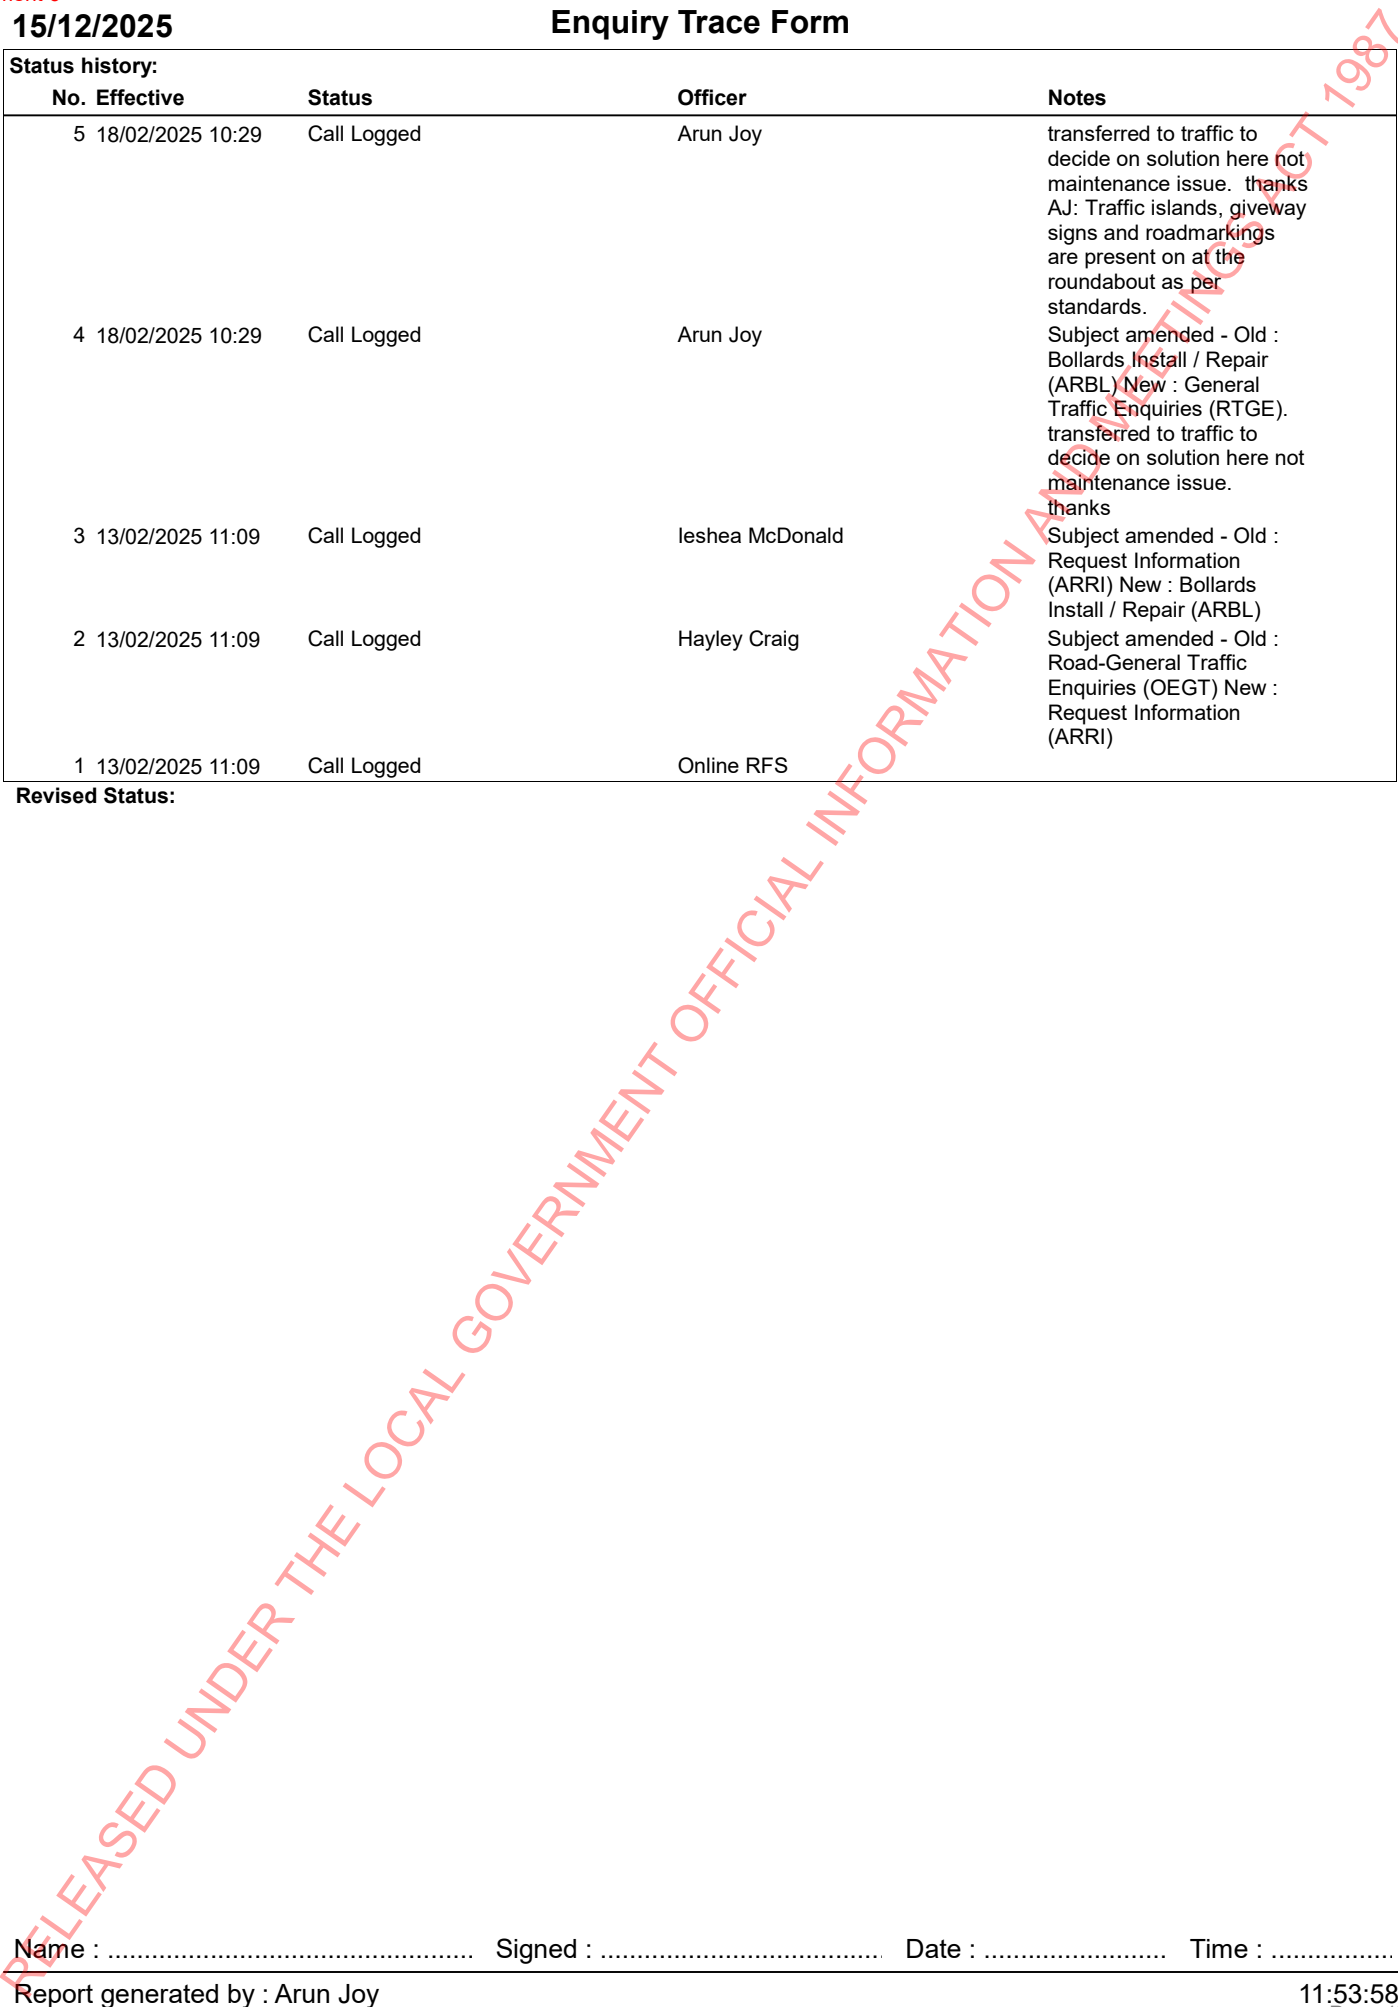 15/12/2025 Enquiry Trace Form
Status history:
No. Effective Status Officer Notes
5 18/02/2025 10:29 Call Logged Arun Joy transferred to traffic to
decide on solution here not
maintenance issue.  thanks
AJ: Traffic islands, giveway
signs and roadmarkings
are present on at the
roundabout as per
standards.
4 18/02/2025 10:29 Call Logged Arun Joy Subject amended - Old :
Bollards Install / Repair
(ARBL) New : General
Traffic Enquiries (RTGE).
transferred to traffic to
decide on solution here not
maintenance issue.
thanks
3 13/02/2025 11:09 Call Logged Ieshea McDonald Subject amended - Old :
Request Information
(ARRI) New : Bollards
Install / Repair (ARBL)
2 13/02/2025 11:09 Call Logged Hayley Craig Subject amended - Old :
Road-General Traffic
Enquiries (OEGT) New :
Request Information
(ARRI)
1 13/02/2025 11:09 Call Logged Online RFS
Revised Status:
RELEASED UNDER THE LOCAL GOVERNMENT OFFICIAL INFORMATION AND MEETINGS ACT 1987
Name : .................................................. Signed : ...................................... Date : ......................... Time : ................
Report generated by : Arun Joy 11:53:58